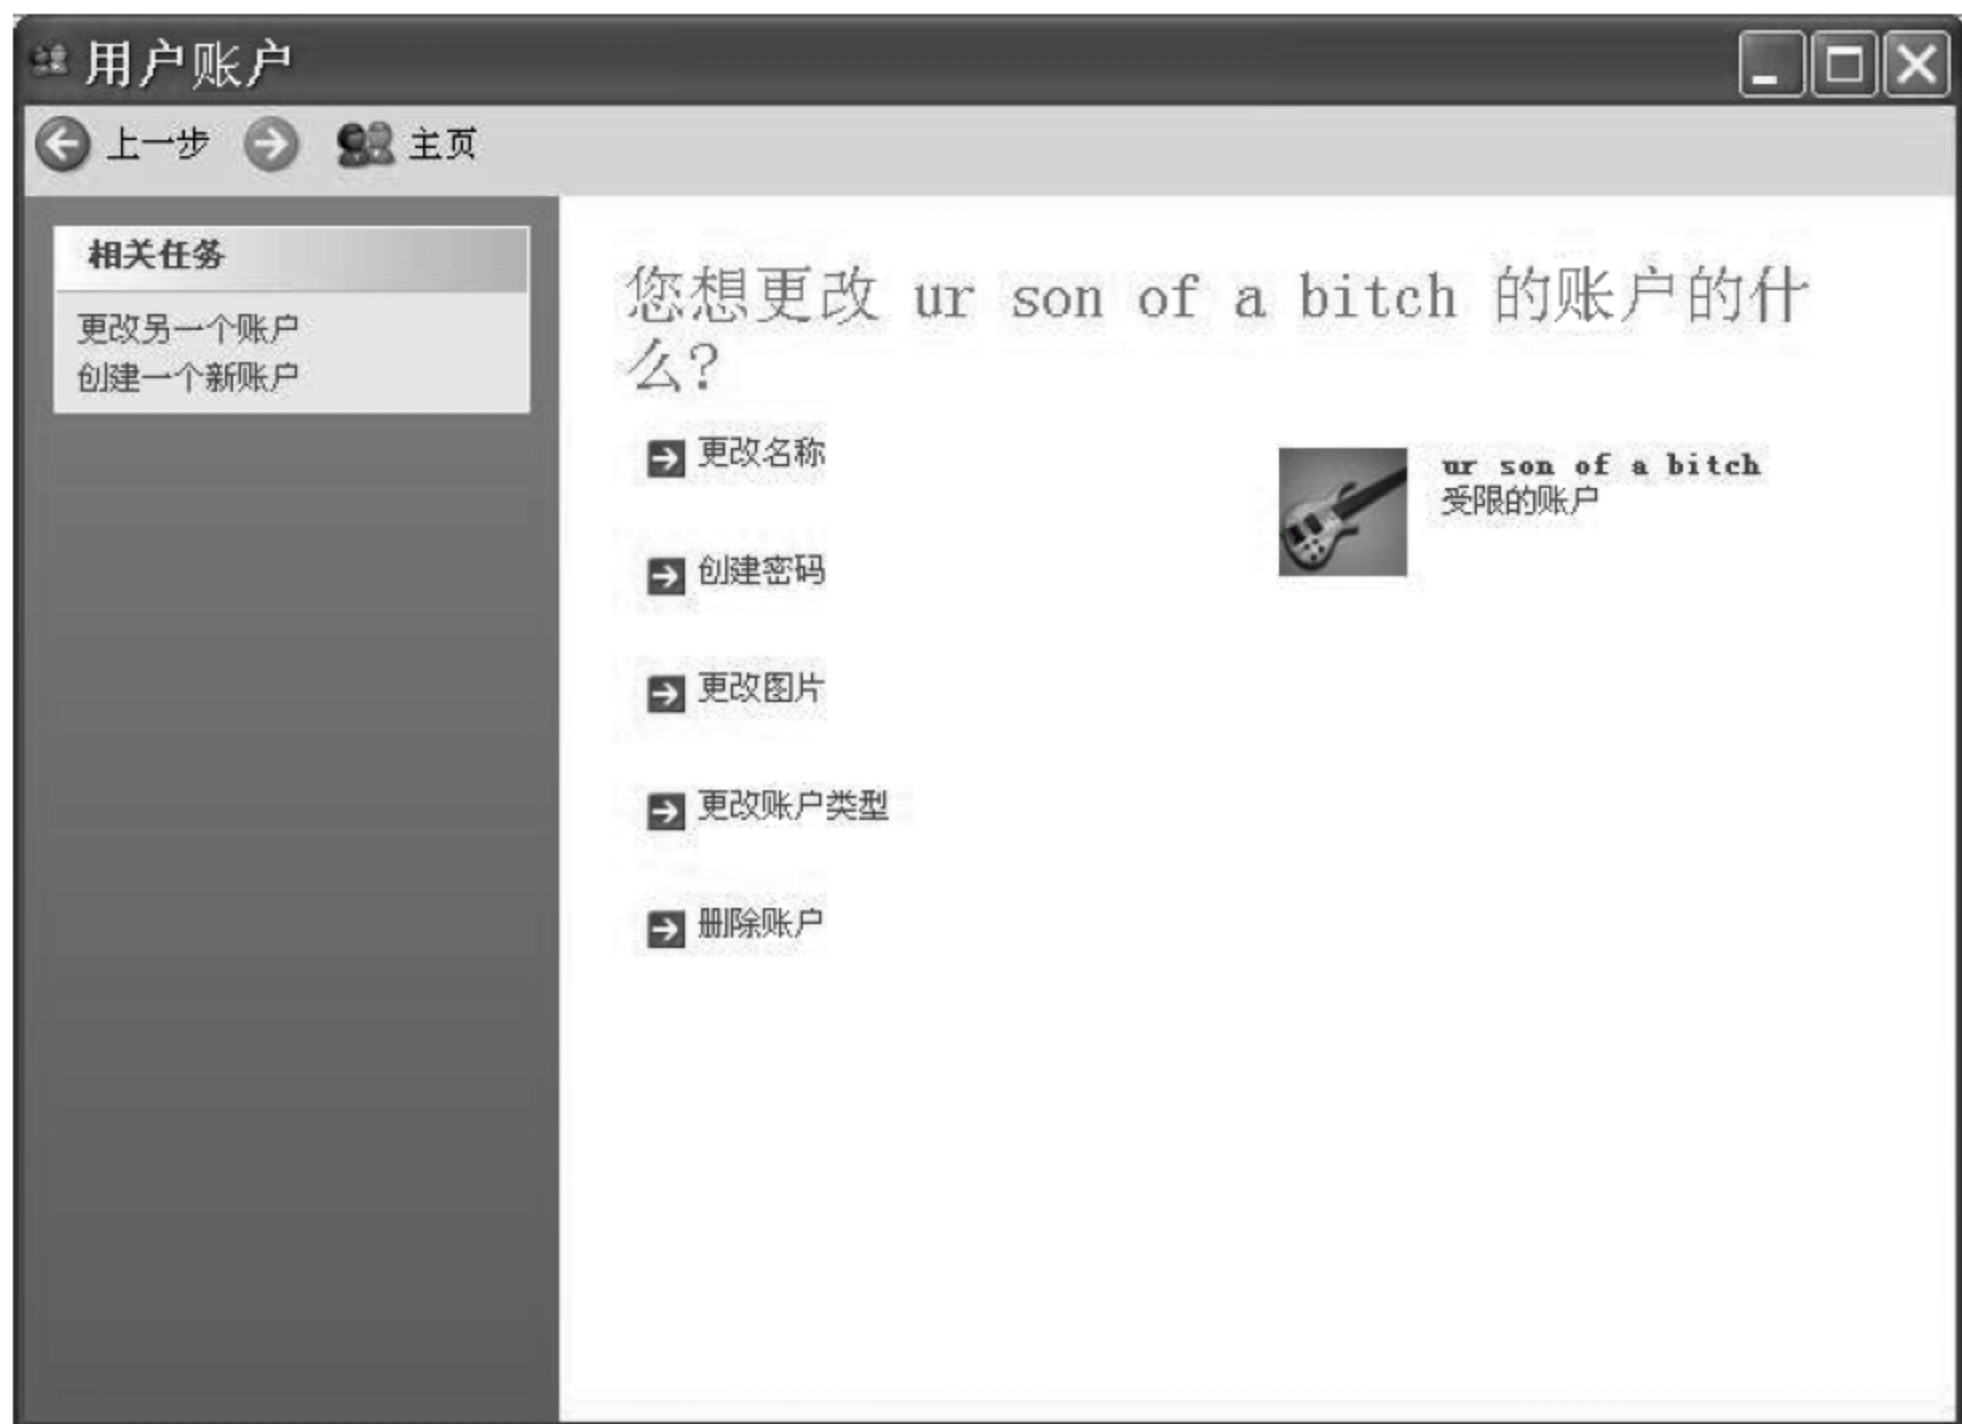 用户账户
上一步 主页
相关任务
更改另一个账户
创建一个新账户
您想更改 ur son of a bitch 的账户的什
么?
更改名称
ur son of a bitch
受限的账户
创建密码
更改图片
更改账户类型
删除账户